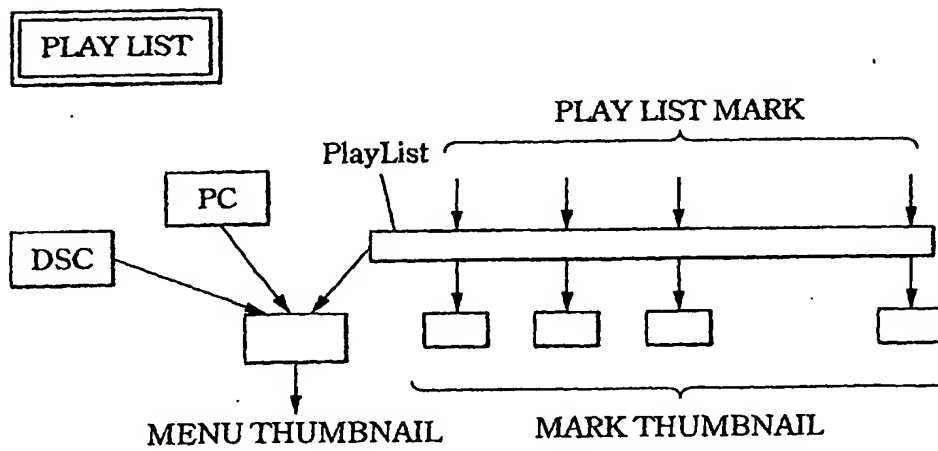 PLAY LIST
PLAY LIST MARK
PlayList
PC
DSC
MENU THUMBNAIL
MARK THUMBNAIL